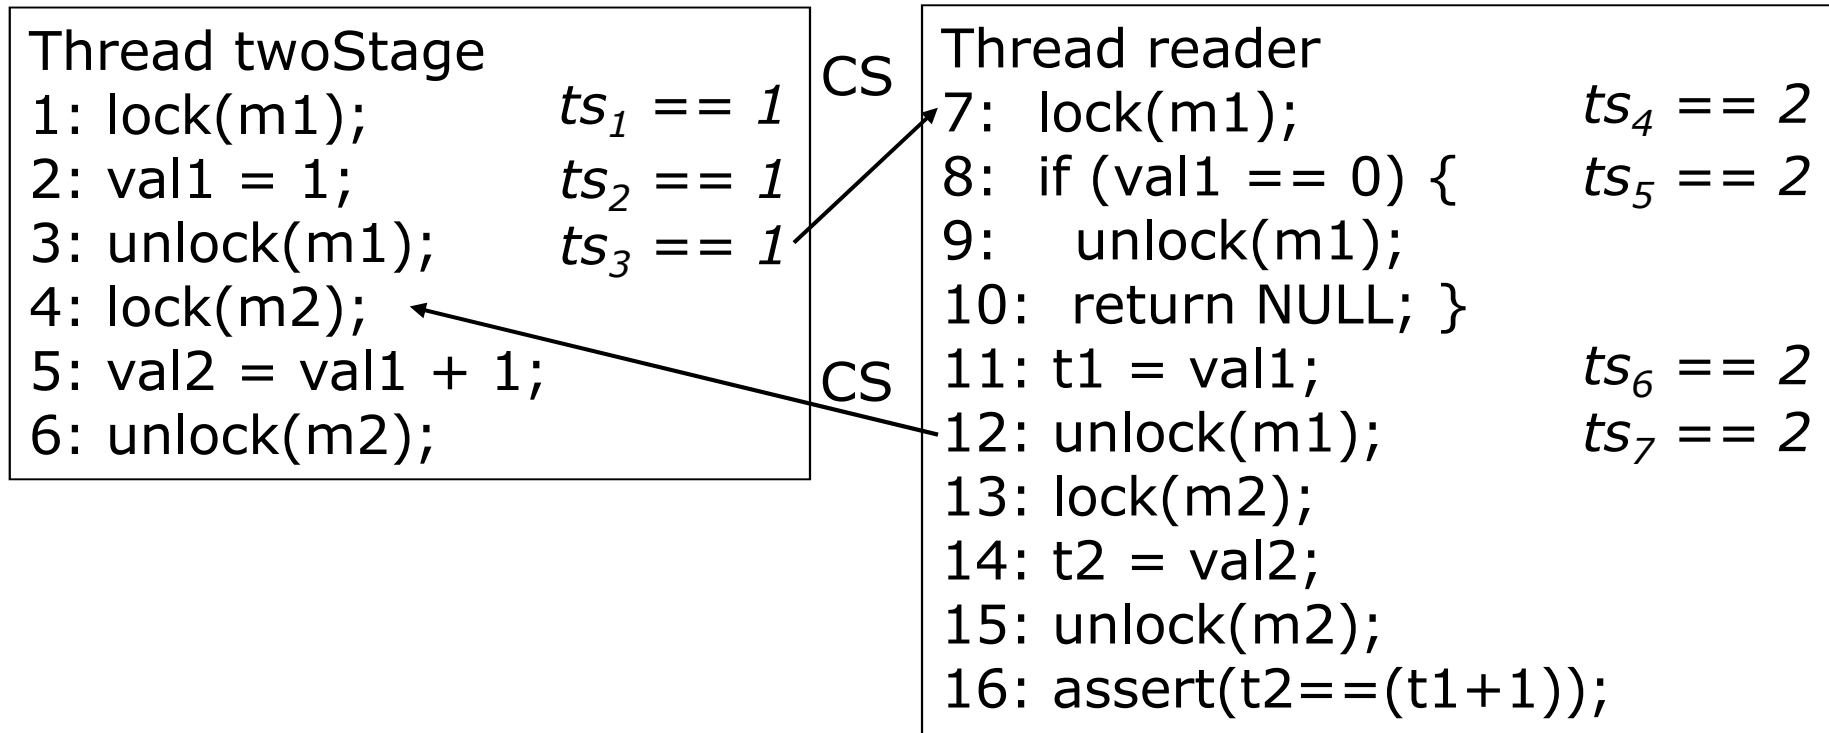 Thread twoStage
1: lock(m1); ts1 == 1
2: val1 = 1; ts2 == 1
3: unlock(m1); ts3 == 1
4: lock(m2);
5: val2 = val1 + 1;
6: unlock(m2);
CS
CS
Thread reader
7: lock(m1); ts4 == 2
8: if (val1 == 0) { ts5 == 2
9: unlock(m1);
10: return NULL; }
11: t1 = val1; ts6 == 2
12: unlock(m1); ts7 == 2
13: lock(m2);
14: t2 = val2;
15: unlock(m2);
16: assert(t2==(t1+1));